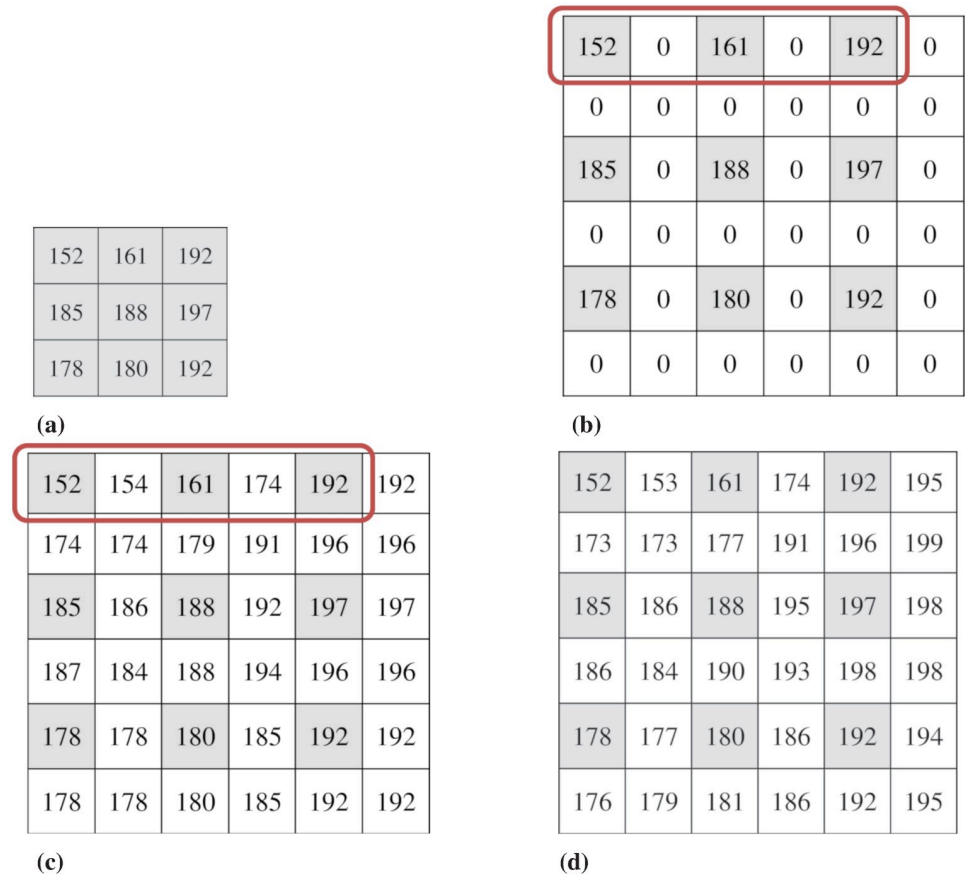 152 0 161 0 192 0
0 0 0 0 0 0
185 0 188 0 197 0
0 0 0 0 0 0
178 0 180 0 192 0
0 0 0 0 0 0
152 161 192
185 188 197
178 180 192
(a)
(b)
152 154 161 174 192 192
174 174 179 191 196 196
185 186 188 192 197 197
187 184 188 194 196 196
178 178 180 185 192 192
178 178 180 185 192 192
(c)
152 153 161 174 192 195
173 173 177 191 196 199
185 186 188 195 197 198
186 184 190 193 198 198
178 177 180 186 192 194
176 179 181 186 192 195
(d)